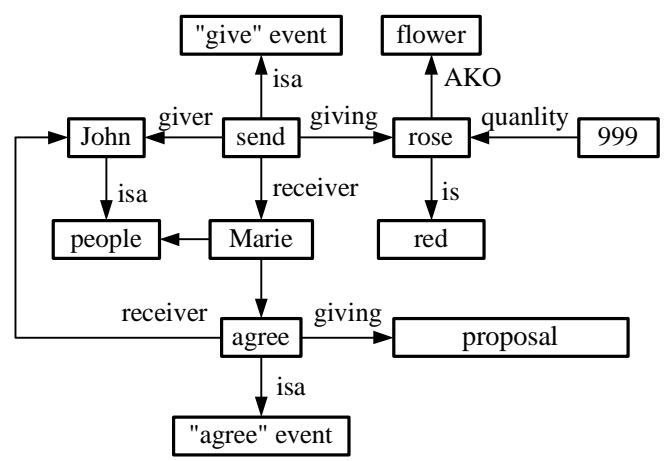 "give" event
flower
isa
AKO
giver
giving
quanlity
John
send
rose
999
isa
receiver
is
people
Marie
red
receiver
giving
agree
proposal
isa
"agree" event